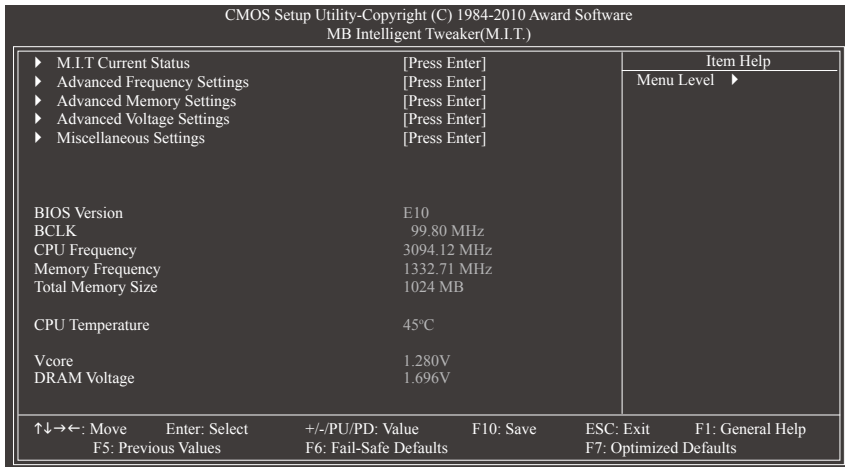 CMOS Setup Utility-Copyright (C) 1984-2010 Award Software
MB Intelligent Tweaker(M.I.T.)
M.I.T Current Status [Press Enter]
Advanced Frequency Settings [Press Enter]
Advanced Memory Settings [Press Enter]
Advanced Voltage Settings [Press Enter]
Miscellaneous Settings [Press Enter]
Item Help
Menu Level
BIOS Version E10
BCLK 99.80 MHz
CPU Frequency 3094.12 MHz
Memory Frequency 1332.71 MHz
Total Memory Size 1024 MB
CPU Temperature 45°C
Vcore 1.280V
DRAM Voltage 1.696V
↑↓→←: Move Enter: Select +/-/PU/PD: Value F10: Save ESC: Exit F1: General Help
F5: Previous Values F6: Fail-Safe Defaults F7: Optimized Defaults